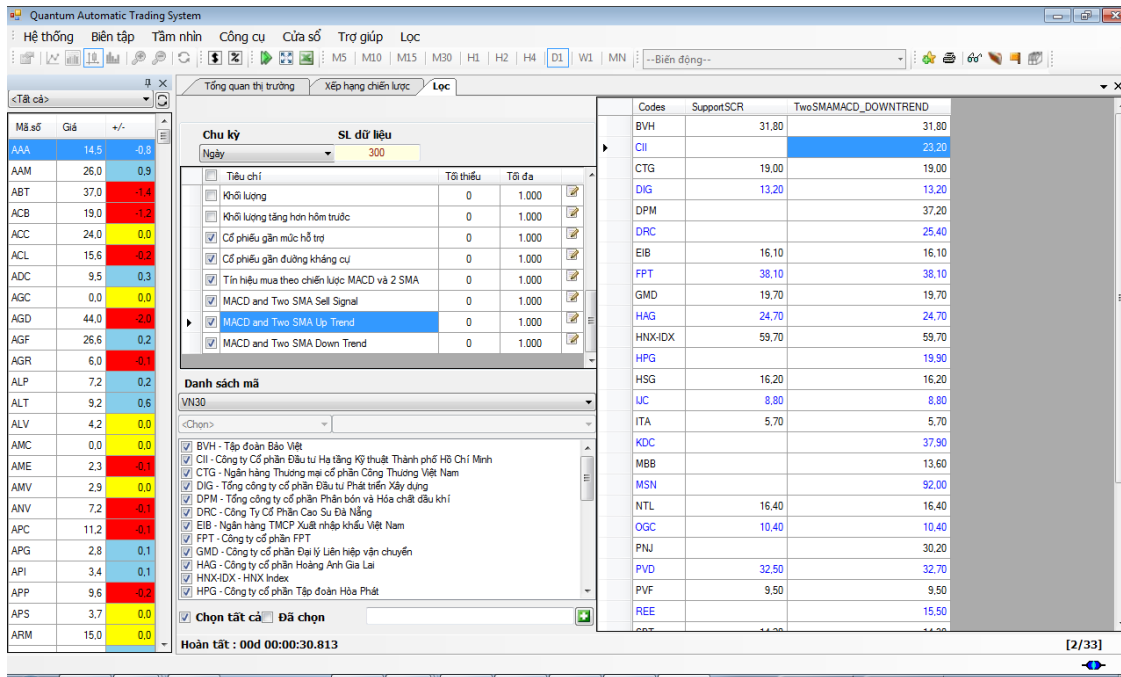 Quantum Automatic Trading System
Hệ thống Biên tập Tầm nhìn Công cụ Cửa sổ Trợ giúp Lọc
M5 M10 M15 M30 H1 H2 H4 D1 W1 MN --Biến động--
Tổng quan thị trường Xếp hạng chiến lược Lọc
<Tất cả>
Mã số Giá +/-
AAA 14,5 -0,8
AAM 26,0 0,9
ABT 37,0 -1,4
ACB 19,0 -1,2
ACC 24,0 0,0
ACL 15,6 -0,2
ADC 9,5 0,3
AGC 0,0 0,0
AGD 44,0 -2,0
AGF 26,6 0,2
AGR 6,0 -0,1
ALP 7,2 0,2
ALT 9,2 0,6
ALV 4,2 0,0
AMC 0,0 0,0
AME 2,3 -0,1
AMV 2,9 0,0
ANV 7,2 -0,1
APC 11,2 -0,1
APG 2,8 0,1
API 3,4 0,1
APP 9,6 -0,2
APS 3,7 0,0
ARM 15,0 0,0
Chu kỳ SL dữ liệu
Ngày 300
Tiêu chí Tối thiểu Tối đa
Khối lượng 0 1.000
Khối lượng tăng hơn hôm trước 0 1.000
Cổ phiếu gần mức hỗ trợ 0 1.000
Cổ phiếu gần đường kháng cự 0 1.000
Tín hiệu mua theo chiến lược MACD và 2 SMA 0 1.000
MACD and Two SMA Sell Signal 0 1.000
MACD and Two SMA Up Trend 0 1.000
MACD and Two SMA Down Trend 0 1.000
Danh sách mã
VN30
<Chọn>
BVH - Tập đoàn Bảo Việt
CII - Công ty Cổ phần Đầu tư Hạ tầng Kỹ thuật Thành phố Hồ Chí Minh
CTG - Ngân hàng Thương mại cổ phần Công Thương Việt Nam
DIG - Tổng công ty cổ phần Đầu tư Phát triển Xây dựng
DPM - Tổng công ty cổ phần Phân bón và Hóa chất dầu khí
DRC - Công Ty Cổ Phần Cao Su Đà Nẵng
EIB - Ngân hàng TMCP Xuất nhập khẩu Việt Nam
FPT - Công ty cổ phần FPT
GMD - Công ty cổ phần Đại lý Liên hiệp vận chuyển
HAG - Công ty cổ phần Hoàng Anh Gia Lai
HNX-IDX - HNX Index
HPG - Công ty cổ phần Tập đoàn Hòa Phát
Chọn tất cả Đã chọn
Hoàn tất : 00d 00:00:30.813
Codes SupportSCR TwoSMAMACD_DOWNTREND
BVH 31,80 31,80
CII 23,20
CTG 19,00 19,00
DIG 13,20 13,20
DPM 37,20
DRC 25,40
EIB 16,10 16,10
FPT 38,10 38,10
GMD 19,70 19,70
HAG 24,70 24,70
HNX-IDX 59,70 59,70
HPG 19,90
HSG 16,20 16,20
IJC 8,80 8,80
ITA 5,70 5,70
KDC 37,90
MBB 13,60
MSN 92,00
NTL 16,40 16,40
OGC 10,40 10,40
PNJ 30,20
PVD 32,50 32,70
PVF 9,50 9,50
REE 15,50
[2/33]